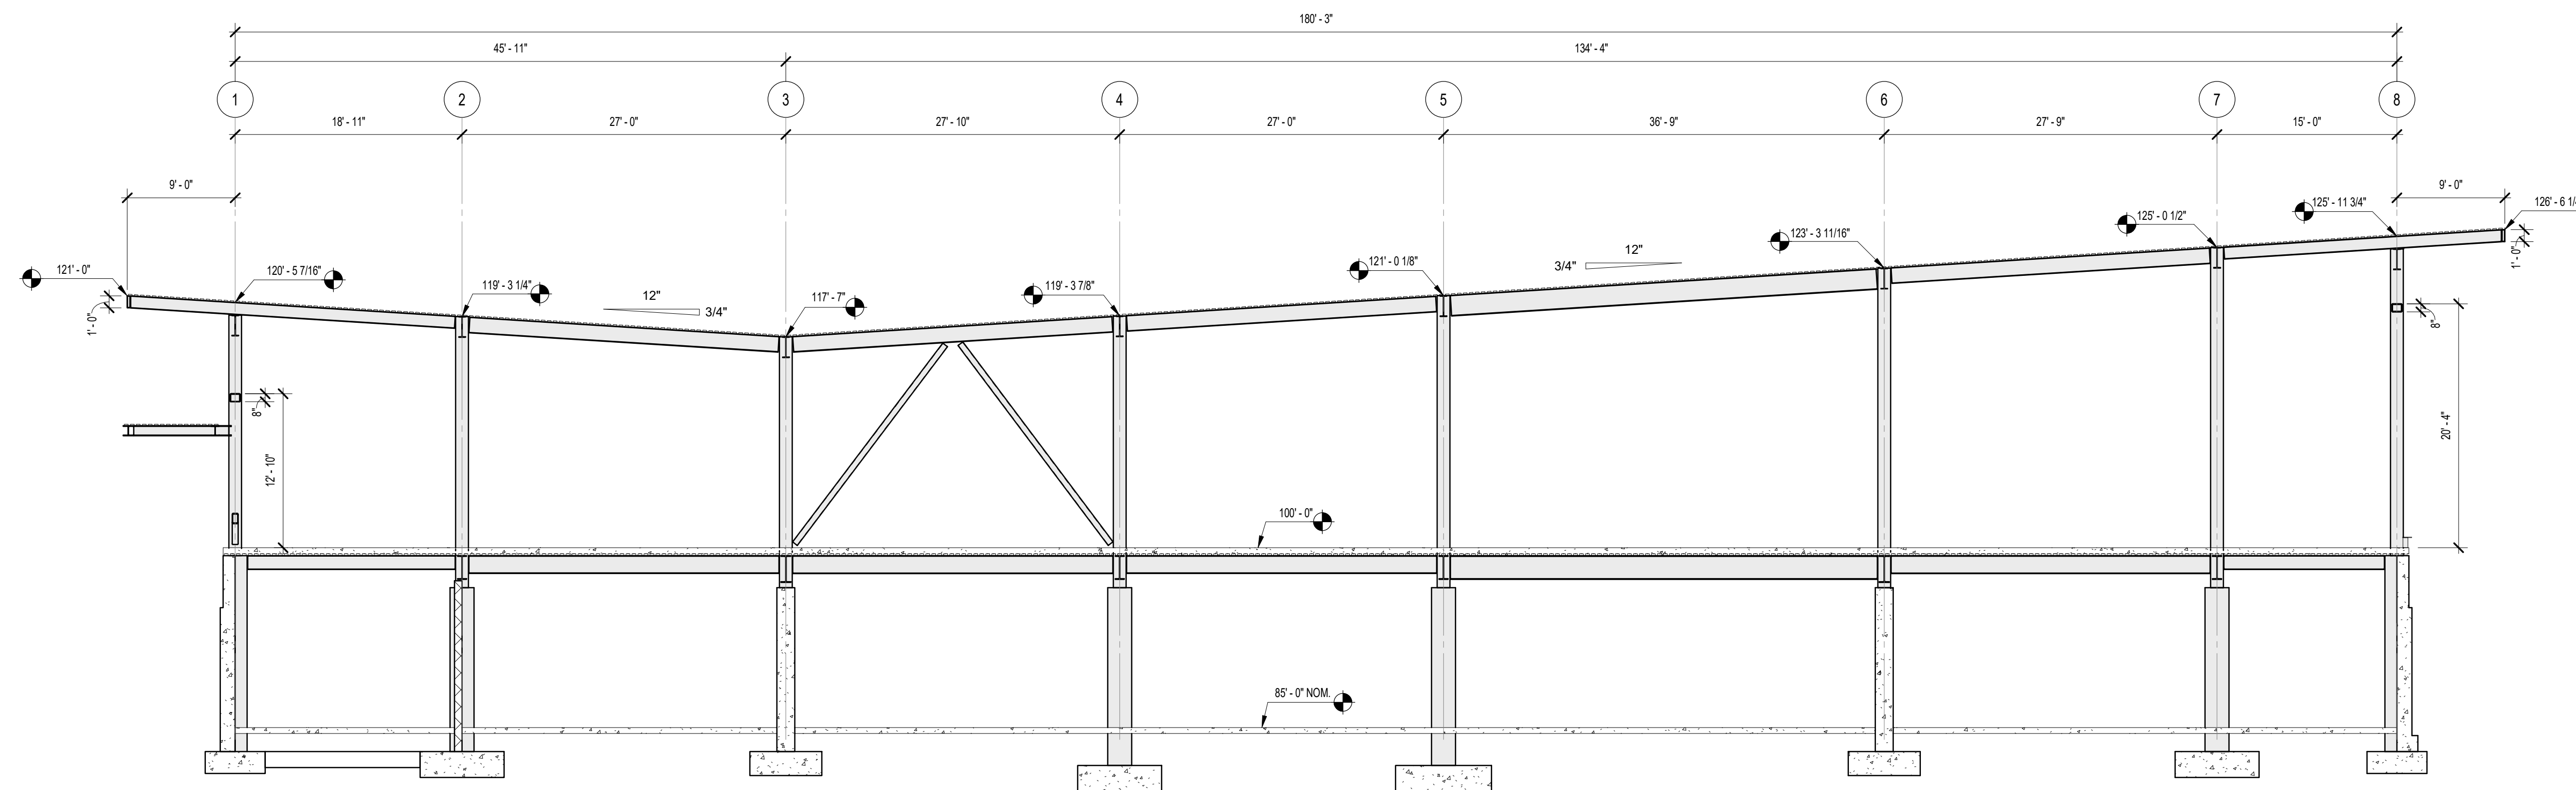 180' - 3"
45' - 11"
134' - 4"
1
2
3
4
5
6
7
8
18' - 11"
27' - 0"
27' - 10"
27' - 0"
36' - 9"
27' - 9"
15' - 0"
9' - 0"
9' - 0"
126' - 6 1/
125' - 11 3/4"
125' - 0 1/2"
123' - 3 11/16"
12"
3/4"
121' - 0 1/8"
121' - 0"
120' - 5 7/16"
119' - 3 1/4"
119' - 3 7/8"
117' - 7"
12"
3/4"
1' - 0"
1' - 0"
8"
8"
12' - 10"
20' - 4"
100' - 0"
85' - 0" NOM.